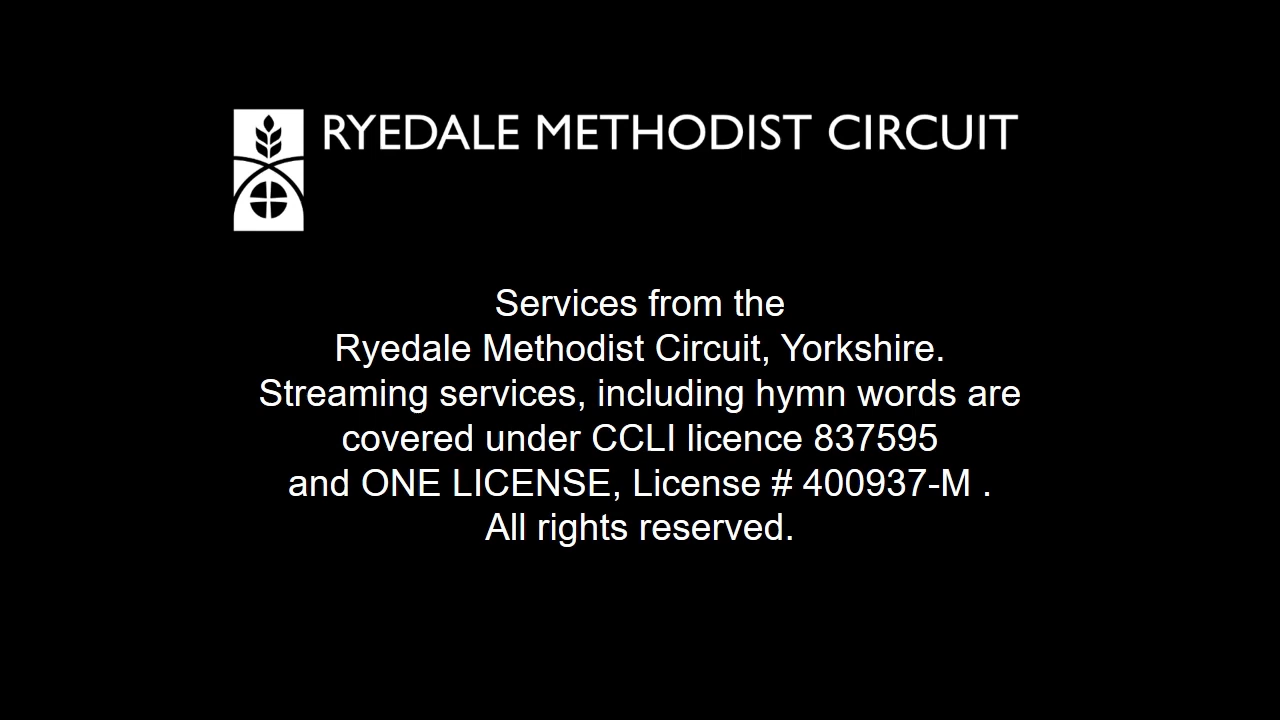 RYEDALE METHODIST CIRCUIT
Services from the
Ryedale Methodist Circuit, Yorkshire.
Streaming services, including hymn words are
covered under CCLI licence 837595
and ONE LICENSE, License # 400937-M .
All rights reserved.